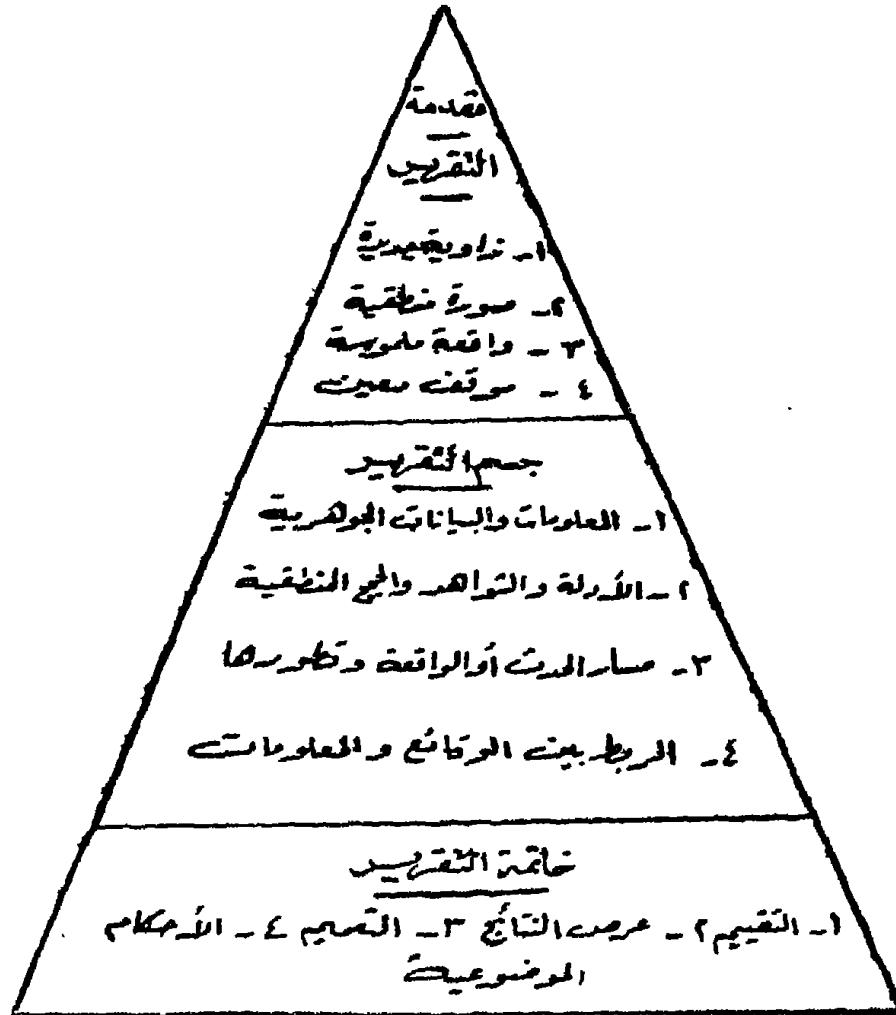 مقدمة
التقرير
١- زاوية جديدة
٢- صورة منطقية
٣- واقعة ملموسة
٤- موقف معين
جسم التقرير
١- المعلومات والبيانات الجوهرية
٢- الأدلة والشواهد والحجج المنطقية
٣- مسار الحدث أو الواقعة وتطورها
٤- الربط بين الوقائع والمعلومات
خاتمة التقرير
١- التقييم ٢- عرض النتائج ٣- التعميم ٤- الأحكام
الموضوعية